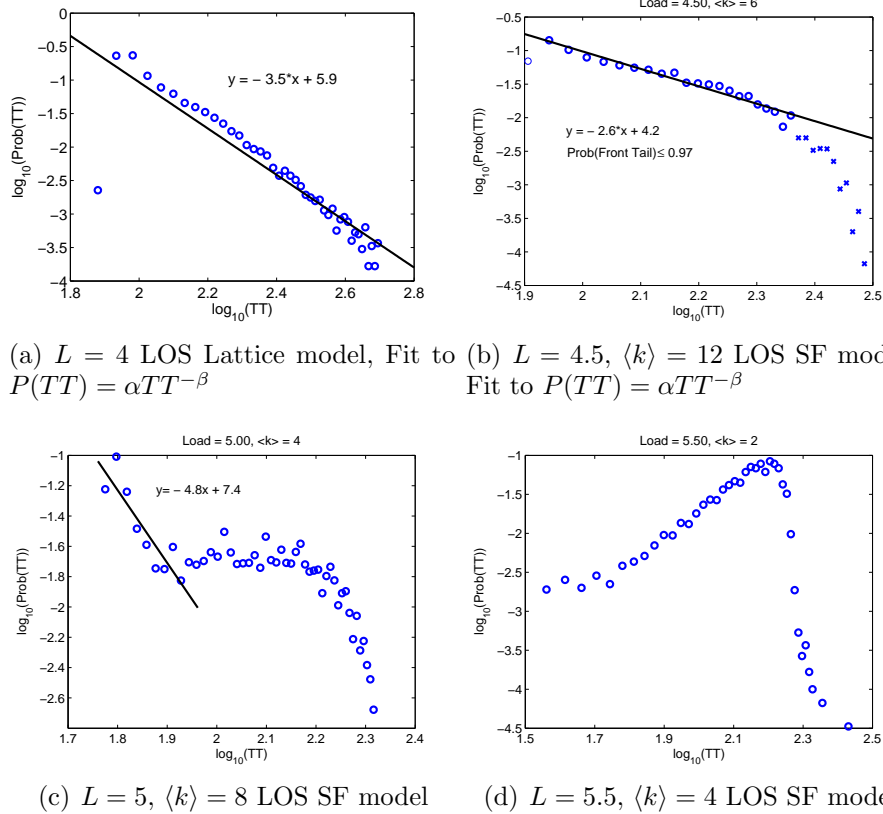 Load = 4.50, <k> = 6
0
−0.5
−1
−1.5
−2
−2.5
−3
−3.5
−4
log10(Prob(TT))
y = − 3.5*x + 5.9
1.8 2 2.2 2.4 2.6 2.8
log10(TT)
−0.5
−1
−1.5
−2
−2.5
−3
−3.5
−4
−4.5
log10(Prob(TT))
y = − 2.6*x + 4.2
Prob(Front Tail)≤ 0.97
1.9 2 2.1 2.2 2.3 2.4 2.5
log10(TT)
(a) L = 4 LOS Lattice model, Fit to
P(TT) = αTT^−β
(b) L = 4.5, ⟨k⟩ = 12 LOS SF mod
Fit to P(TT) = αTT^−β
Load = 5.00, <k> = 4
−1
−1.2
−1.4
−1.6
−1.8
−2
−2.2
−2.4
−2.6
log10(Prob(TT))
y= − 4.8x + 7.4
1.7 1.8 1.9 2 2.1 2.2 2.3 2.4
log10(TT)
Load = 5.50, <k> = 2
−1
−1.5
−2
−2.5
−3
−3.5
−4
−4.5
log10(Prob(TT))
1.5 1.7 1.9 2.1 2.3 2.5
log10(TT)
(c) L = 5, ⟨k⟩ = 8 LOS SF model
(d) L = 5.5, ⟨k⟩ = 4 LOS SF mode